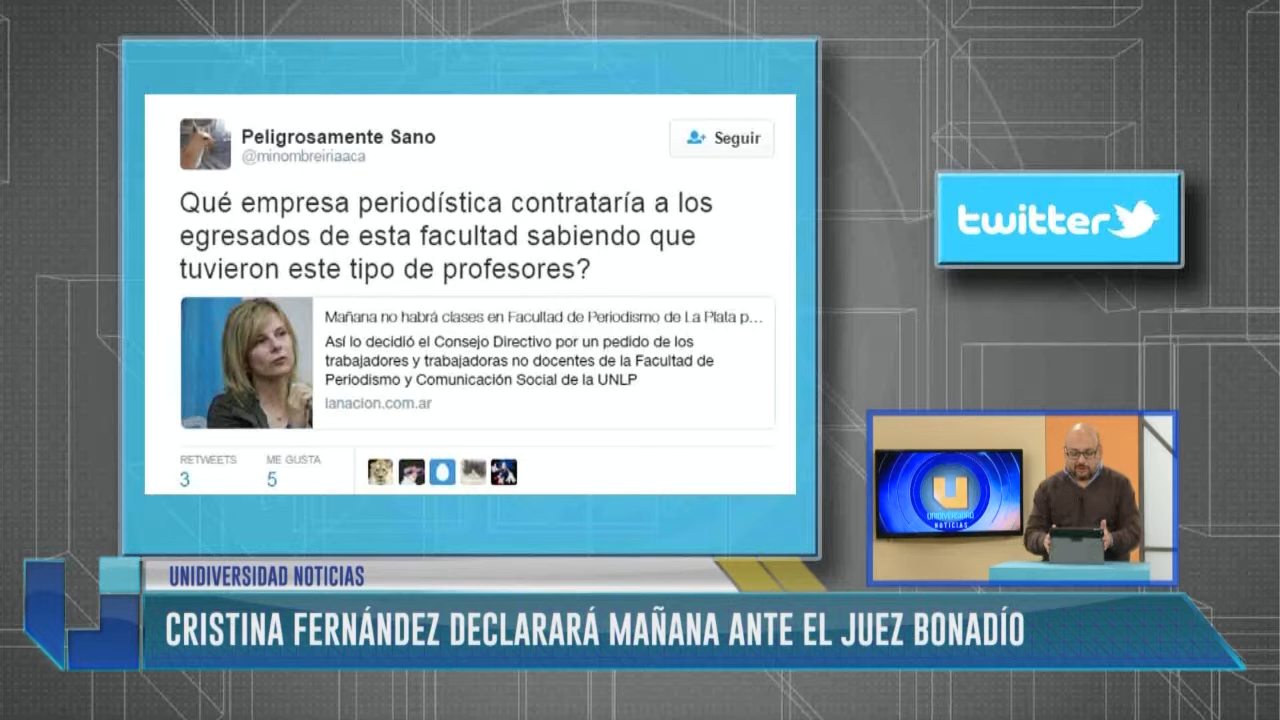 Peligrosamente Sano
@minombreiriaaca
Seguir
Qué empresa periodística contrataría a los
egresados de esta facultad sabiendo que
tuvieron este tipo de profesores?
Mañana no habrá clases en Facultad de Periodismo de La Plata p...
Así lo decidió el Consejo Directivo por un pedido de los
trabajadores y trabajadoras no docentes de la Facultad de
Periodismo y Comunicación Social de la UNLP
lanacion.com.ar
RETWEETS
3
ME GUSTA
5
twitter
UNIDIVERSIDAD
NOTICIAS
UNIDIVERSIDAD NOTICIAS
CRISTINA FERNÁNDEZ DECLARARÁ MAÑANA ANTE EL JUEZ BONADÍO